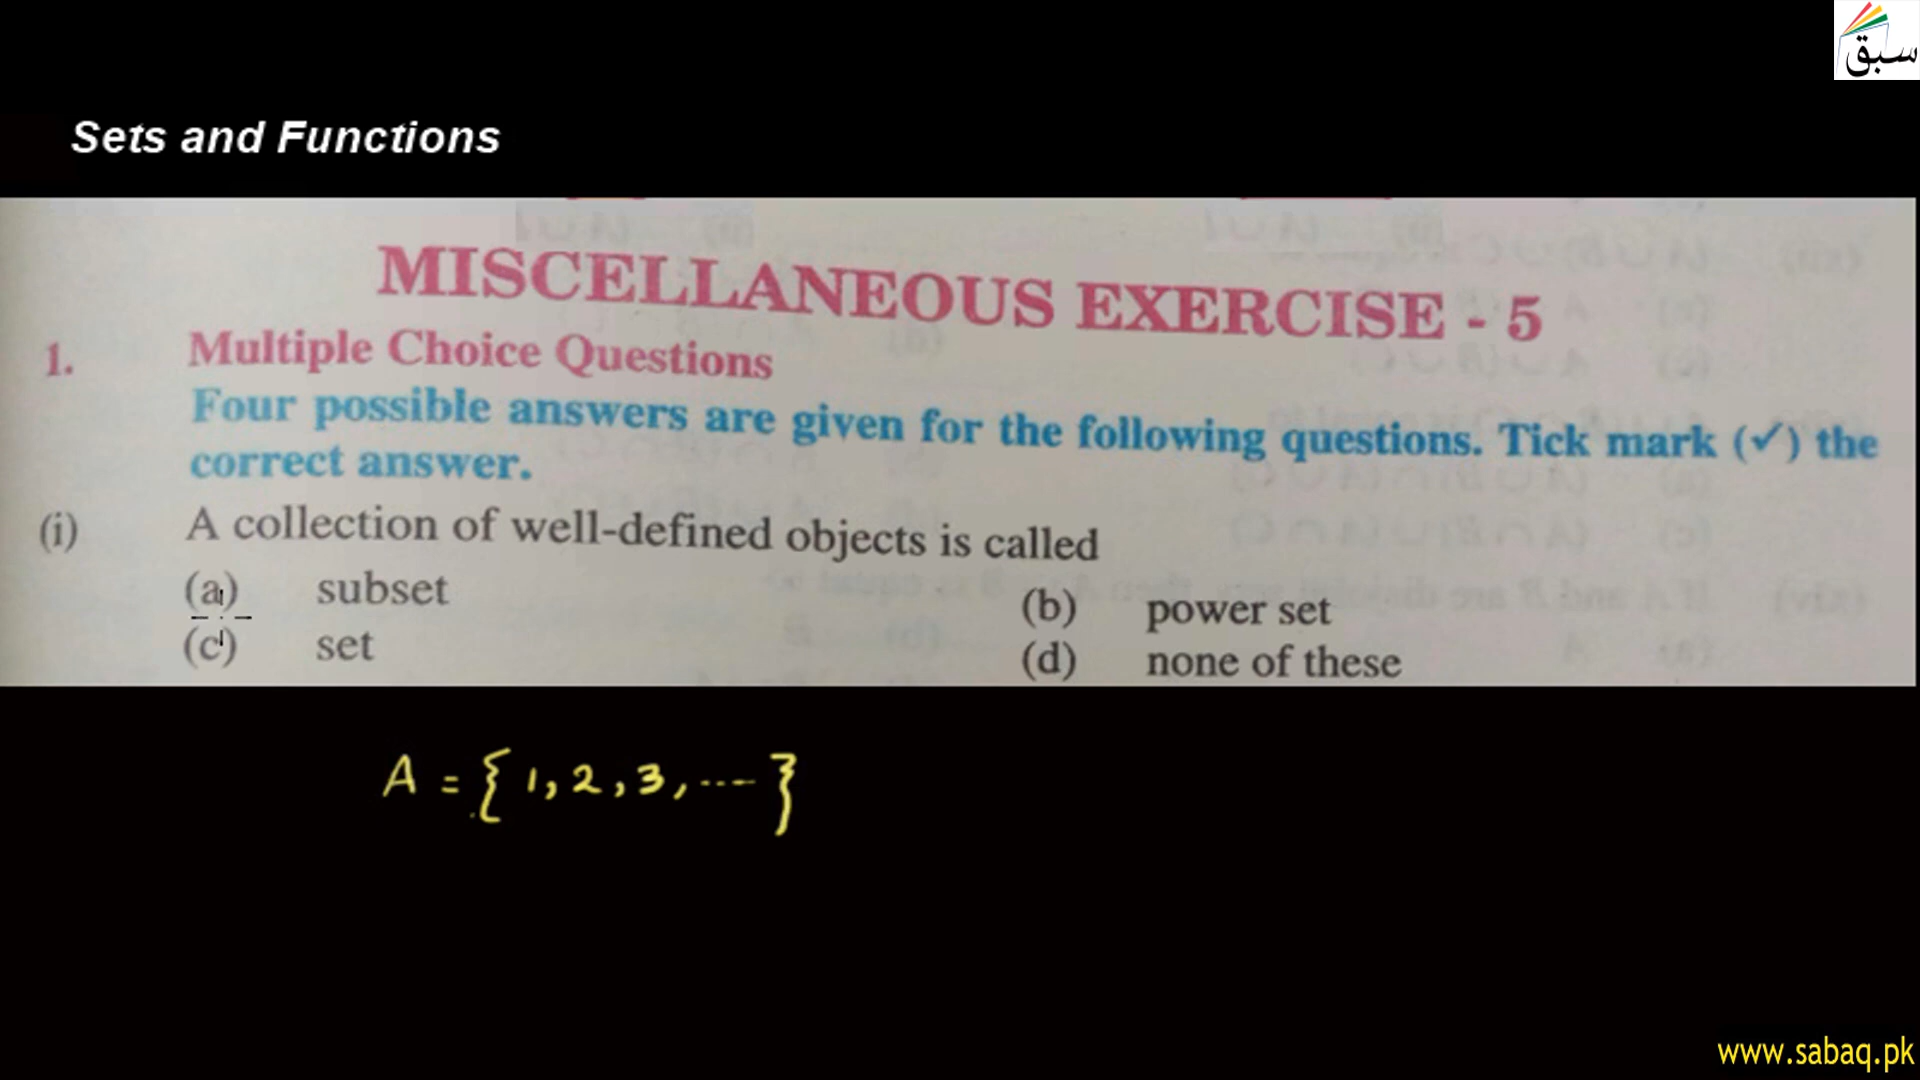 سبق
Sets and Functions
MISCELLANEOUS EXERCISE - 5
1. Multiple Choice Questions
Four possible answers are given for the following questions. Tick mark (✓) the
correct answer.
(i) A collection of well-defined objects is called
(a) subset (b) power set
(c) set (d) none of these
A = { 1, 2, 3, ---- }
www.sabaq.pk